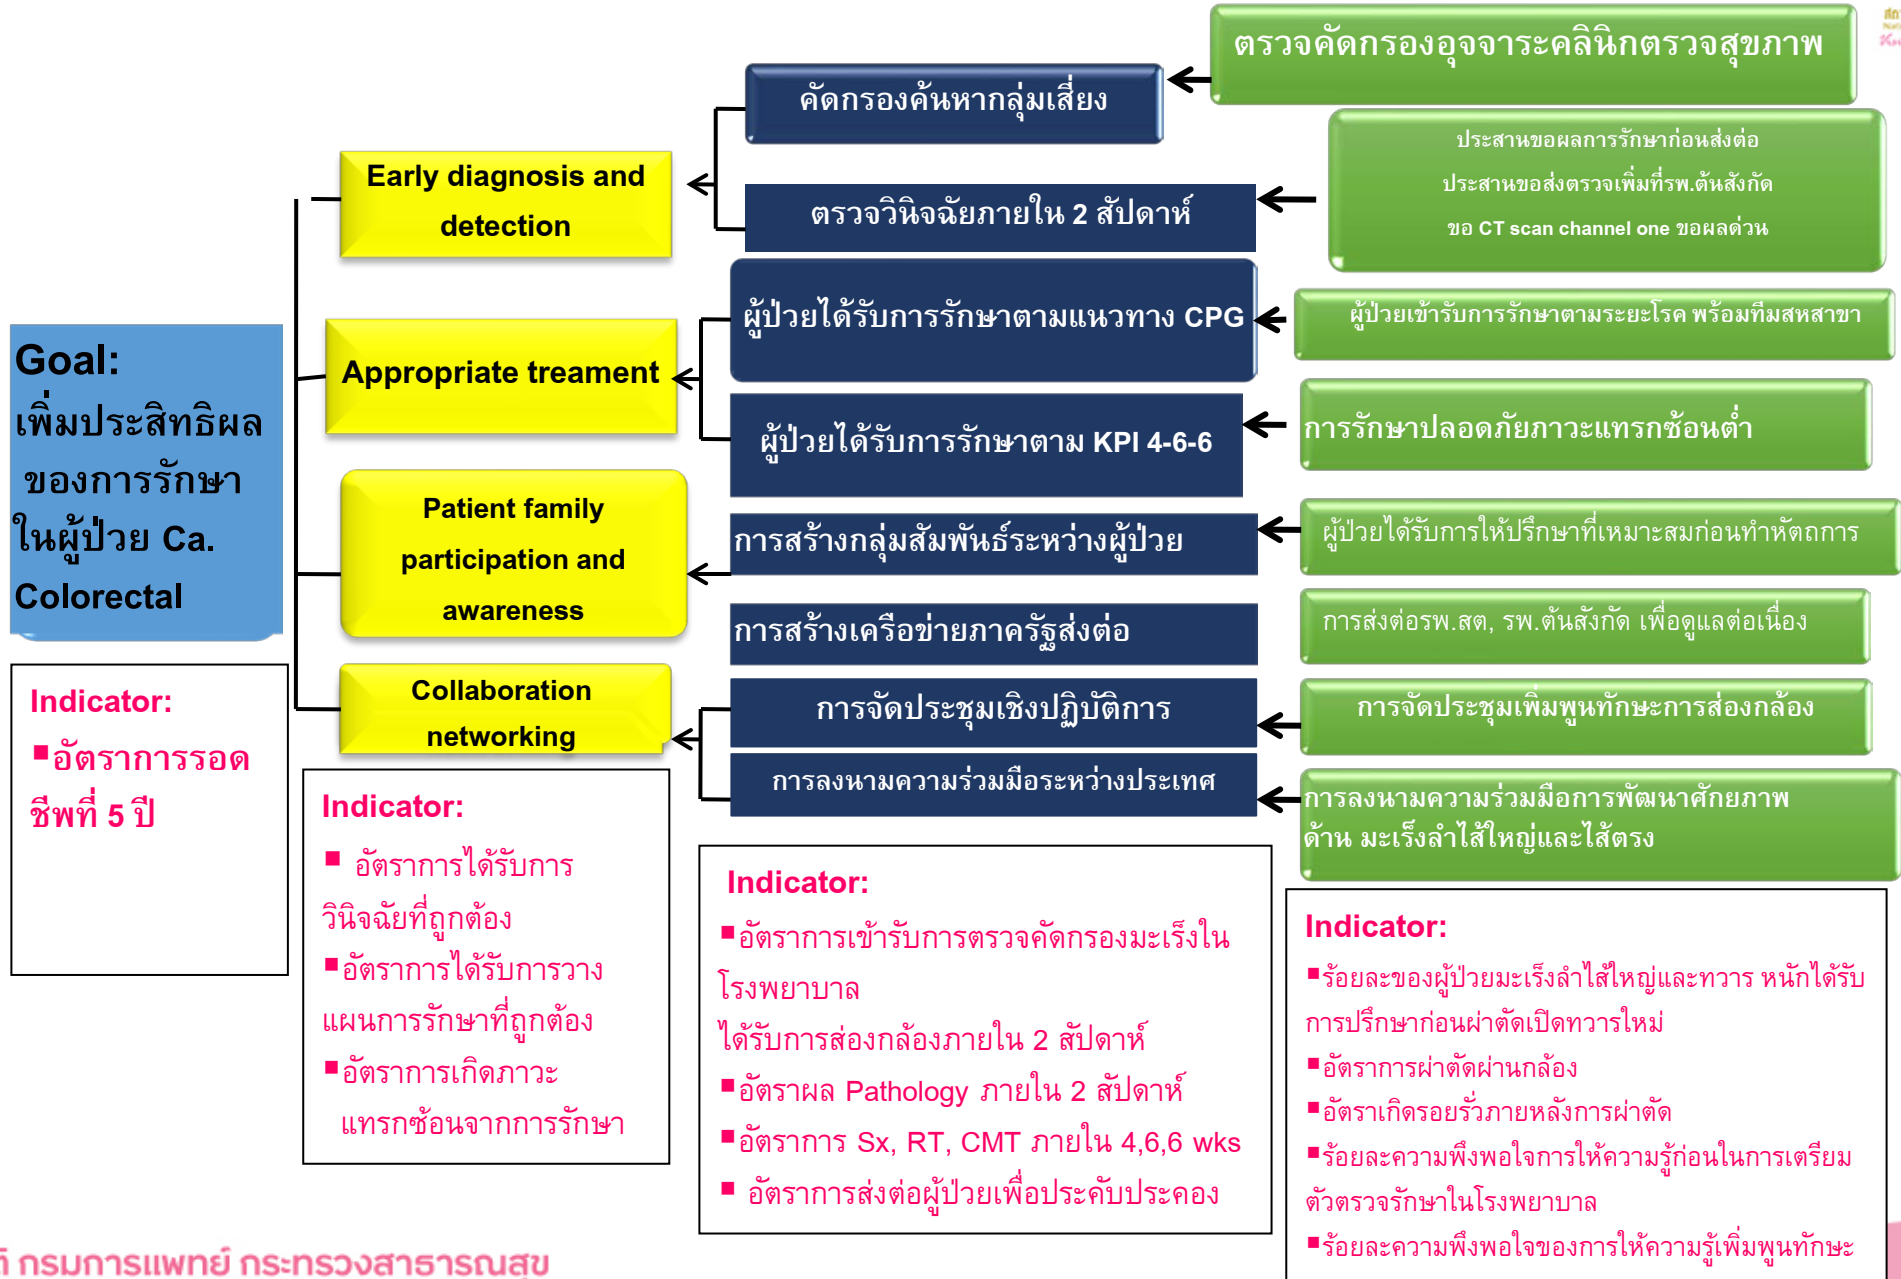 ตรวจคัดกรองอุจจาระคลินิกตรวจสุขภาพ
คัดกรองค้นหากลุ่มเสี่ยง
ประสานขอผลการรักษาก่อนส่งต่อ
ประสานขอส่งตรวจเพิ่มที่รพ.ต้นสังกัด
ขอ CT scan channel one ขอผลด่วน
Early diagnosis and
detection
ตรวจวินิจฉัยภายใน 2 สัปดาห์
ผู้ป่วยได้รับการรักษาตามแนวทาง CPG
ผู้ป่วยเข้ารับการรักษาตามระยะโรค พร้อมทีมสหสาขา
Goal:
เพิ่มประสิทธิผล
ของการรักษา
ในผู้ป่วย Ca.
Colorectal
Appropriate treament
ผู้ป่วยได้รับการรักษาตาม KPI 4-6-6
การรักษาปลอดภัยภาวะแทรกซ้อนต่ำ
Patient family
participation and
awareness
การสร้างกลุ่มสัมพันธ์ระหว่างผู้ป่วย
ผู้ป่วยได้รับการให้ปรึกษาที่เหมาะสมก่อนทำหัตถการ
การสร้างเครือข่ายภาครัฐส่งต่อ
การส่งต่อรพ.สต, รพ.ต้นสังกัด เพื่อดูแลต่อเนื่อง
Collaboration
networking
การจัดประชุมเชิงปฏิบัติการ
การจัดประชุมเพิ่มพูนทักษะการส่องกล้อง
การลงนามความร่วมมือระหว่างประเทศ
การลงนามความร่วมมือการพัฒนาศักยภาพ
ด้าน มะเร็งลำไส้ใหญ่และไส้ตรง
Indicator:
▪อัตราการรอด
ชีพที่ 5 ปี
Indicator:
▪ อัตราการได้รับการ
วินิจฉัยที่ถูกต้อง
▪อัตราการได้รับการวาง
แผนการรักษาที่ถูกต้อง
▪อัตราการเกิดภาวะ
แทรกซ้อนจากการรักษา
Indicator:
▪อัตราการเข้ารับการตรวจคัดกรองมะเร็งใน
โรงพยาบาล
ได้รับการส่องกล้องภายใน 2 สัปดาห์
▪อัตราผล Pathology ภายใน 2 สัปดาห์
▪อัตราการ Sx, RT, CMT ภายใน 4,6,6 wks
▪ อัตราการส่งต่อผู้ป่วยเพื่อประคับประคอง
Indicator:
▪ร้อยละของผู้ป่วยมะเร็งลำไส้ใหญ่และทวาร หนักได้รับ
การปรึกษาก่อนผ่าตัดเปิดทวารใหม่
▪อัตราการผ่าตัดผ่านกล้อง
▪อัตราเกิดรอยรั่วภายหลังการผ่าตัด
▪ร้อยละความพึงพอใจการให้ความรู้ก่อนในการเตรียม
ตัวตรวจรักษาในโรงพยาบาล
▪ร้อยละความพึงพอใจของการให้ความรู้เพิ่มพูนทักษะ
กรมการแพทย์ กระทรวงสาธารณสุข